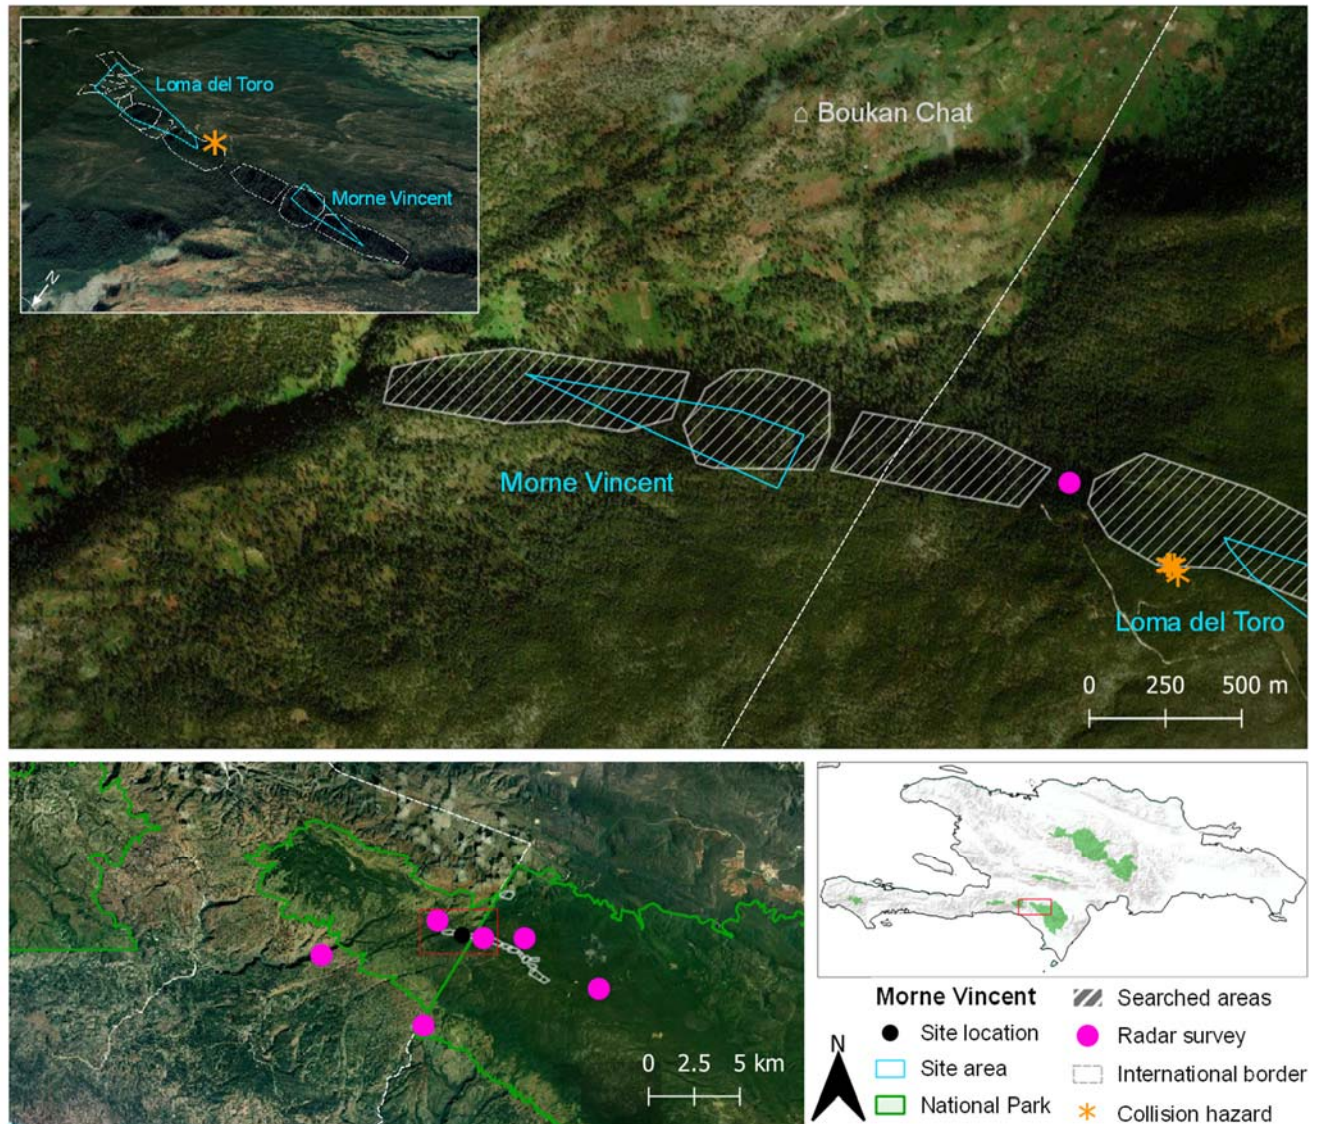 Loma del Toro
Morne Vincent
N
Boukan Chat
Morne Vincent
Loma del Toro
0 250 500 m
0 2.5 5 km
Morne Vincent
Site location
Site area
National Park
N
Searched areas
Radar survey
International border
Collision hazard